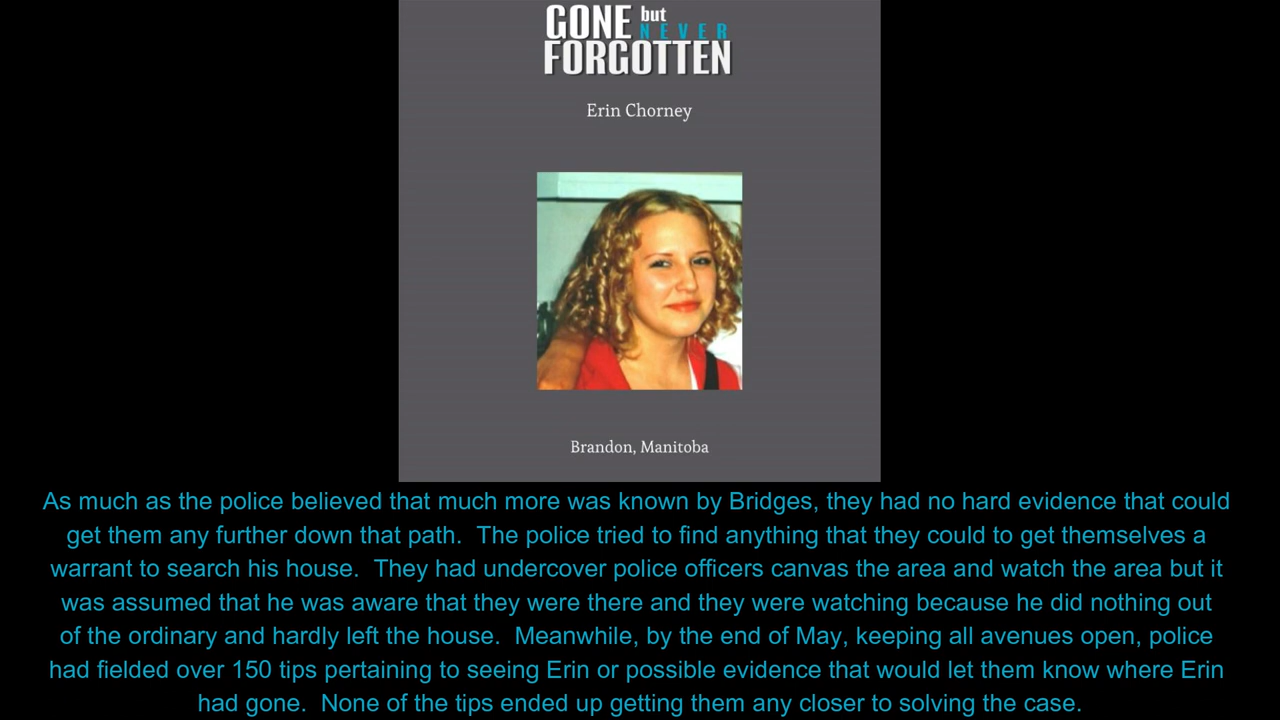 GONE but
NEVER
FORGOTTEN
Erin Chorney
Brandon, Manitoba
As much as the police believed that much more was known by Bridges, they had no hard evidence that could
get them any further down that path.  The police tried to find anything that they could to get themselves a
warrant to search his house.  They had undercover police officers canvas the area and watch the area but it
was assumed that he was aware that they were there and they were watching because he did nothing out
of the ordinary and hardly left the house.  Meanwhile, by the end of May, keeping all avenues open, police
had fielded over 150 tips pertaining to seeing Erin or possible evidence that would let them know where Erin
had gone.  None of the tips ended up getting them any closer to solving the case.